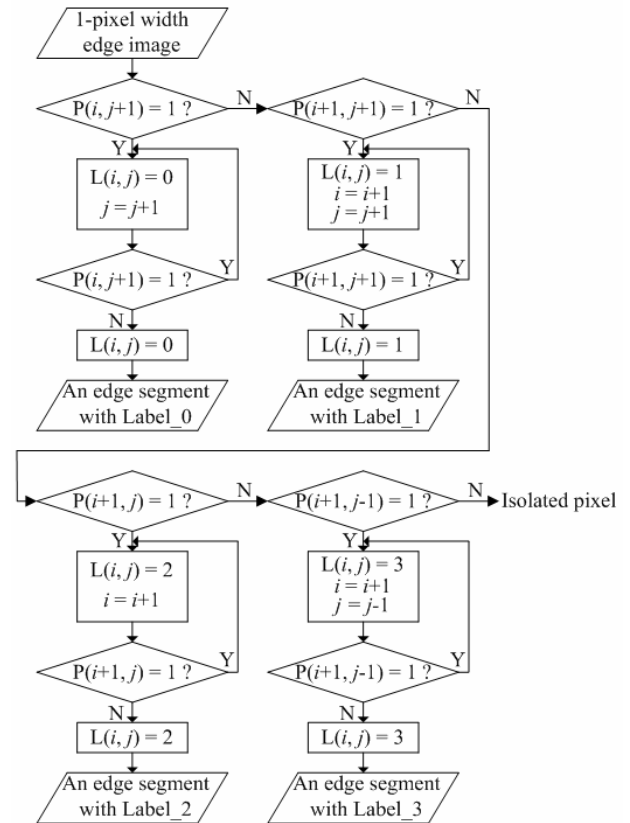 1-pixel width
edge image
P(i, j+1) = 1 ?
N
P(i+1, j+1) = 1 ?
N
Y
L(i, j) = 0
j = j+1
Y
L(i, j) = 1
i = i+1
j = j+1
P(i, j+1) = 1 ?
Y
P(i+1, j+1) = 1 ?
Y
N
L(i, j) = 0
N
L(i, j) = 1
An edge segment
with Label_0
An edge segment
with Label_1
P(i+1, j) = 1 ?
N
P(i+1, j-1) = 1 ?
N
Isolated pixel
Y
L(i, j) = 2
i = i+1
Y
L(i, j) = 3
i = i+1
j = j-1
P(i+1, j) = 1 ?
Y
P(i+1, j-1) = 1 ?
Y
N
L(i, j) = 2
N
L(i, j) = 3
An edge segment
with Label_2
An edge segment
with Label_3